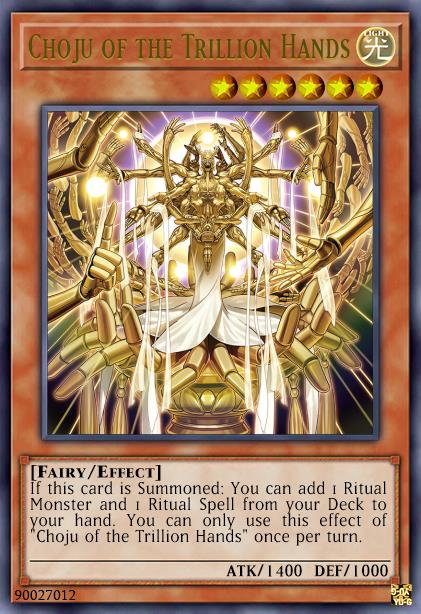 Choju of the Trillion Hands
LIGHT
光
[Fairy/Effect]
If this card is Summoned: You can add 1 Ritual
Monster and 1 Ritual Spell from your Deck to
your hand. You can only use this effect of
"Choju of the Trillion Hands" once per turn.
ATK/1400 DEF/1000
90027012